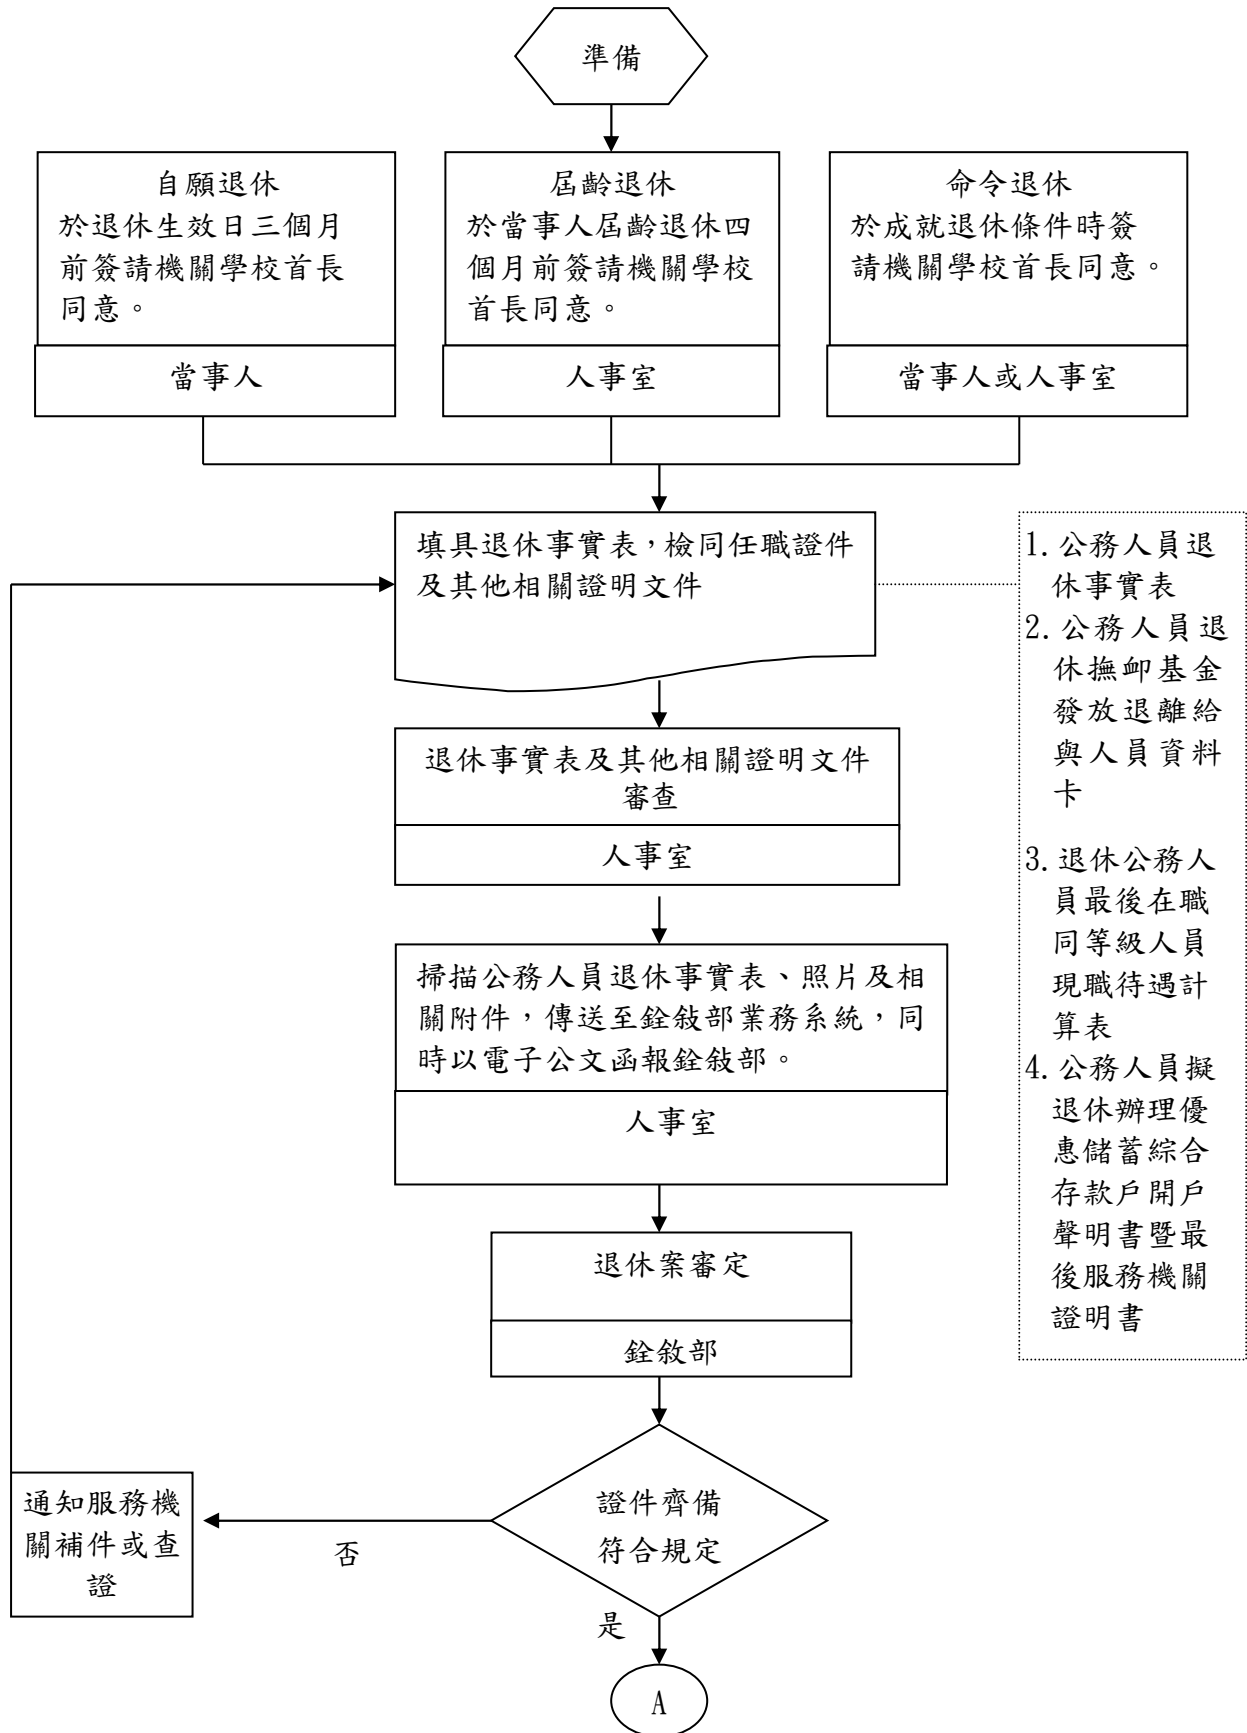 準備
自願退休
於退休生效日三個月
前簽請機關學校首長
同意。
當事人
屆齡退休
於當事人屆齡退休四
個月前簽請機關學校
首長同意。
人事室
命令退休
於成就退休條件時簽
請機關學校首長同意。
當事人或人事室
填具退休事實表，檢同任職證件
及其他相關證明文件
1. 公務人員退
休事實表
2. 公務人員退
休撫卹基金
發放退離給
與人員資料
卡
3. 退休公務人
員最後在職
同等級人員
現職待遇計
算表
4. 公務人員擬
退休辦理優
惠儲蓄綜合
存款戶開戶
聲明書暨最
後服務機關
證明書
退休事實表及其他相關證明文件
審查
人事室
掃描公務人員退休事實表、照片及相
關附件，傳送至銓敍部業務系統，同
時以電子公文函報銓敍部。
人事室
退休案審定
銓敘部
證件齊備
符合規定
否
通知服務機
關補件或查
證
是
A